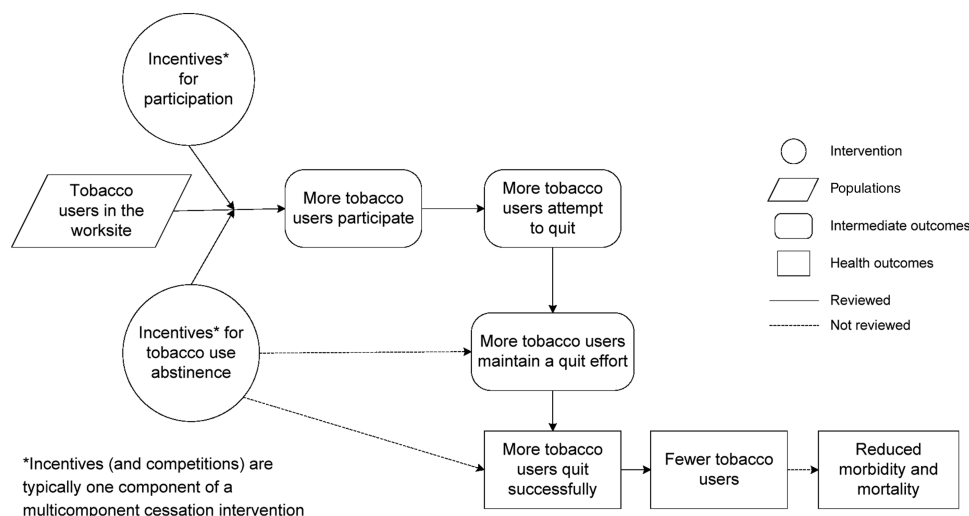 Incentives*
for
participation
Tobacco
users in the
worksite
More tobacco
users participate
More tobacco
users attempt
to quit
Incentives* for
tobacco use
abstinence
More tobacco users
maintain a quit effort
More tobacco
users quit
successfully
Fewer tobacco
users
Reduced
morbidity and
mortality
Intervention
Populations
Intermediate outcomes
Health outcomes
Reviewed
Not reviewed
*Incentives (and competitions) are
typically one component of a
multicomponent cessation intervention